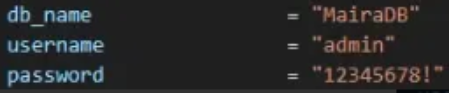 db_name = "MairaDB"
username = "admin"
password = "12345678!"